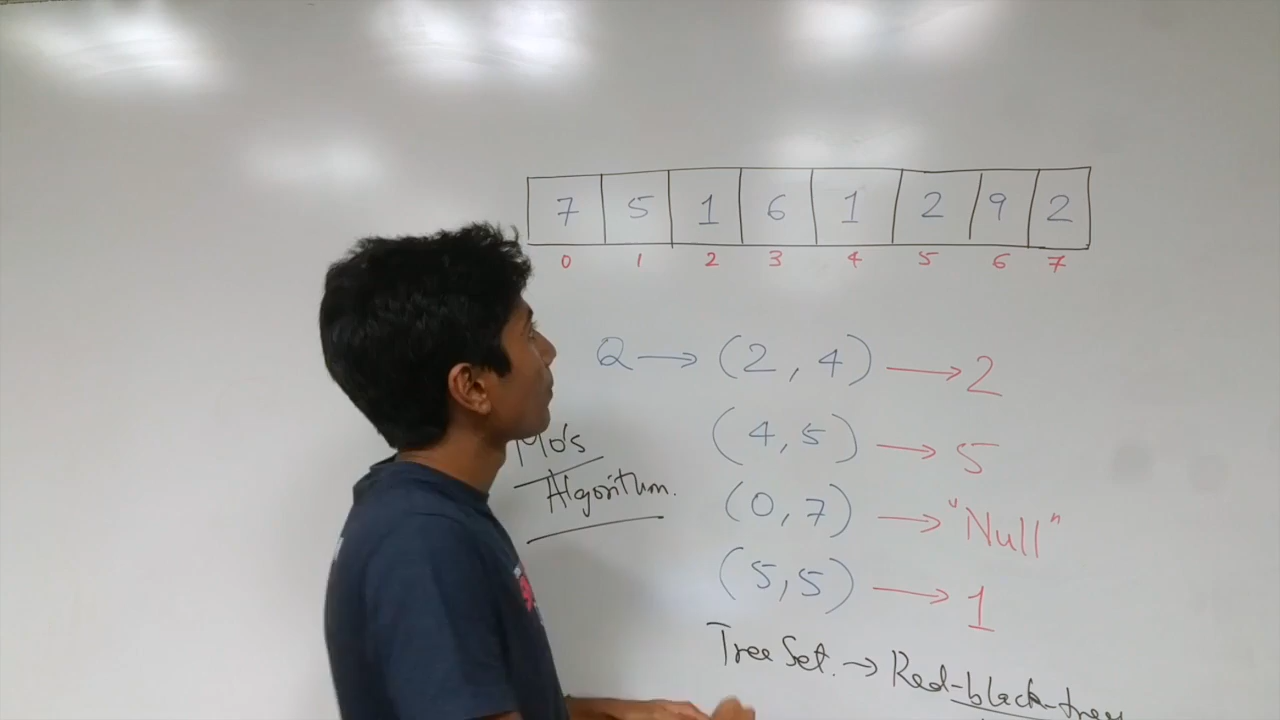 7 5 1 6 1 2 9 2
0 1 2 3 4 5 6 7
Q → (2, 4) → 2
(4, 5) → 5
Mo's
Algorithm.
(0, 7) → "Null"
(5, 5) → 1
Tree Set. → Red-black-tree